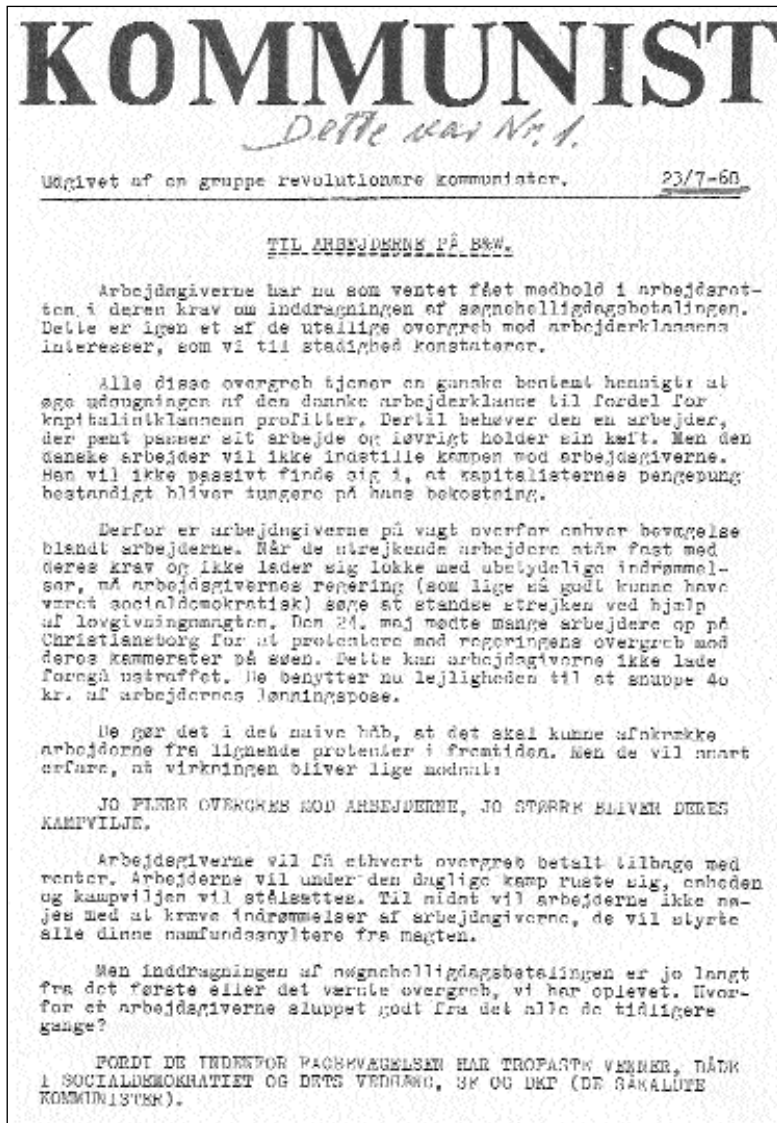 KOMMUNIST
Dette var Nr. 1.
Udgivet af en gruppe revolutionære kommunister. 23/7-68
TIL ARBEJDERNE PÅ B&W.
Arbejdsgiverne har nu som ventet fået medhold i arbejdsret-
ten i deres krav om inddragningen af søgnehelligdagsbetalingen.
Dette er igen et af de utallige overgreb mod arbejderklassens
interesser, som vi til stadighed konstaterer.
Alle disse overgreb tjener en ganske bestemt hensigt: at
øge udsugningen af den danske arbejderklasse til fordel for
kapitalistklassens profitter. Dertil behøver den en arbejder,
der pænt passer sit arbejde og iøvrigt holder sin kæft. Men den
danske arbejder vil ikke indstille kampen mod arbejdsgiverne.
Han vil ikke passivt finde sig i, at kapitalisternes pengepung
bestandigt bliver tungere på hans bekostning.
Derfor er arbejdsgiverne på vagt overfor enhver bevægelse
blandt arbejderne. Når de strejkende arbejdere står fast med
deres krav og ikke lader sig lokke med ubetydelige indrømmel-
ser, må arbejdsgivernes regering (som lige så godt kunne have
været socialdemokratisk) søge at standse strejken ved hjælp
af lovgivningsmagten. Den 24. maj mødte mange arbejdere op på
Christiansborg for at protestere mod regeringens overgreb mod
deres kammerater på søen. Dette kan arbejdsgiverne ikke lade
foregå ustraffet. De benytter nu lejligheden til at snuppe 4o
kr. af arbejdernes lønningspose.
De gør det i det naive håb, at det skal kunne afskrække
arbejderne fra lignende protester i fremtiden. Men de vil snart
erfare, at virkningen bliver lige modsat:
JO FLERE OVERGREB MOD ARBEJDERNE, JO STØRRE BLIVER DERES
KAMPVILJE.
Arbejdsgiverne vil få ethvert overgreb betalt tilbage med
renter. Arbejderne vil under den daglige kamp ruste sig, enheden
og kampviljen vil stålsættes. Til sidst vil arbejderne ikke nø-
jes med at kræve indrømmelser af arbejdsgiverne, de vil styrte
alle disse samfundssnyltere fra magten.
Men inddragningen af søgnehelligdagsbetalingen er jo langt
fra det første eller det værste overgreb, vi har oplevet. Hvor-
for er arbejdsgiverne sluppet godt fra det alle de tidligere
gange?
FORDI DE INDENFOR FAGBEVÆGELSEN HAR TROFASTE VENNER, BÅDE
I SOCIALDEMOKRATIET OG DETS VEDHÆNG, SF OG DKP (DE SÅKALDTE
KOMMUNISTER).